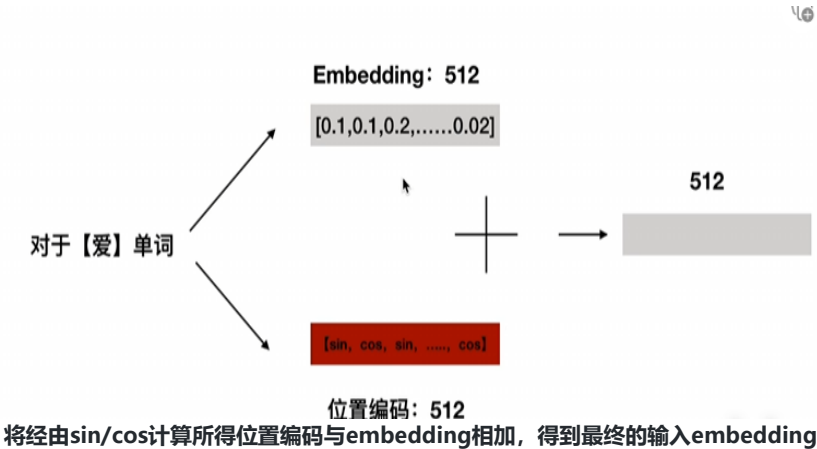 Embedding：512
[0.1,0.1,0.2,......0.02]
512
对于【爱】单词
【sin，cos，sin，.....，cos】
位置编码：512
将经由sin/cos计算所得位置编码与embedding相加，得到最终的输入embedding